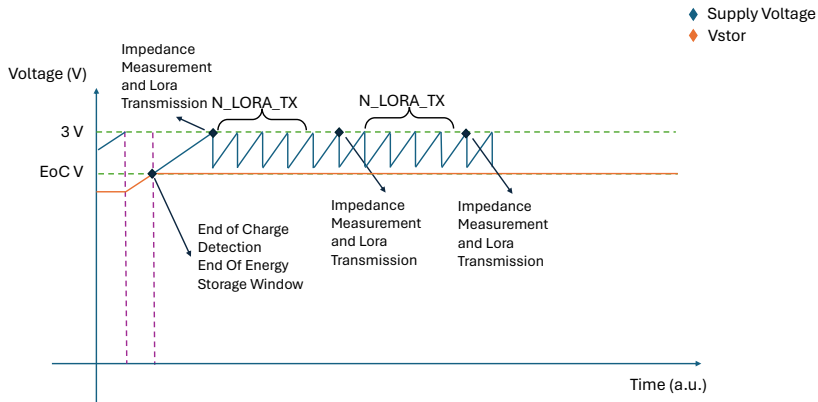 Supply Voltage
Vstor
Impedance
Measurement
and Lora
Transmission
Voltage (V)
N_LORA_TX
N_LORA_TX
3 V
EoC V
Impedance
Measurement
and Lora
Transmission
Impedance
Measurement
and Lora
Transmission
End of Charge
Detection
End Of Energy
Storage Window
Time (a.u.)